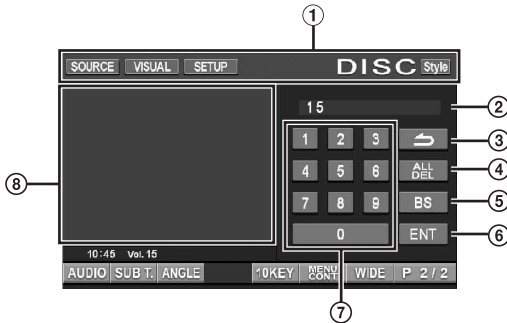 1
SOURCE VISUAL SETUP DISC Style
15 2
1 2 3 3
4 5 6 ALL DEL 4
7 8 9 BS 5
0 ENT 6
8
10:45 Vol. 15
AUDIO SUB T. ANGLE 10KEY MENU CONT WIDE P 2/2
7